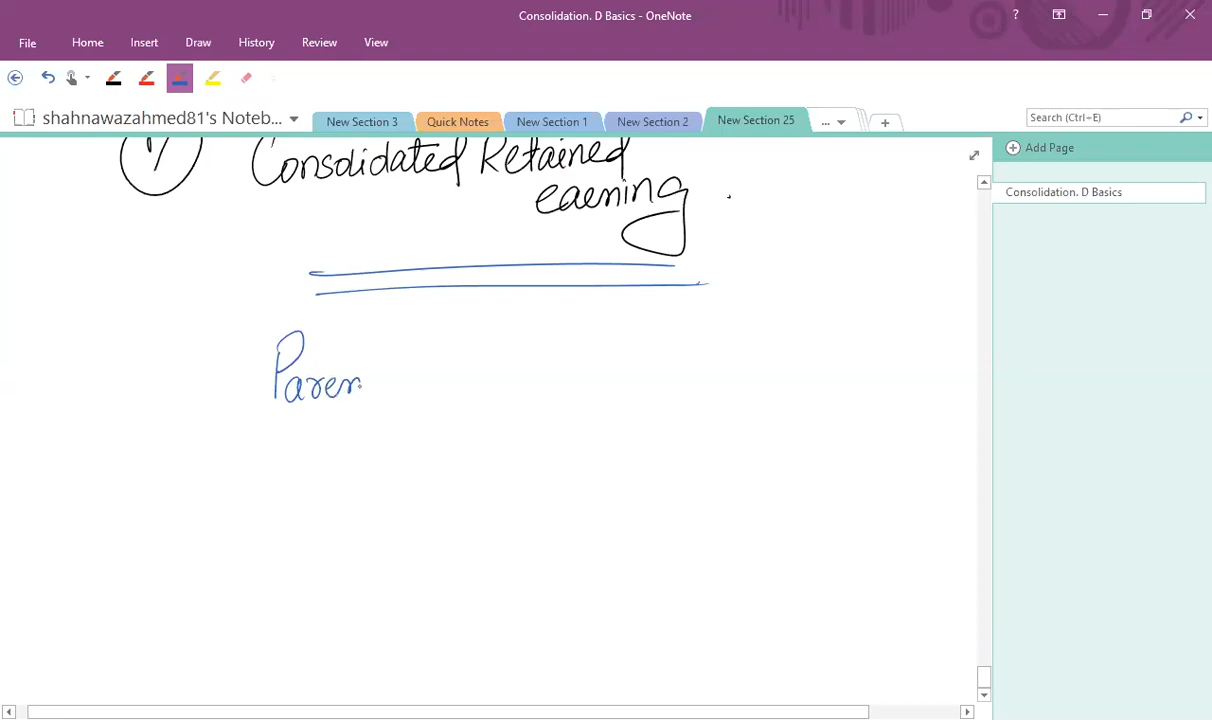 Consolidation. D Basics - OneNote
?
File Home Insert Draw History Review View
shahnawazahmed81's Noteb... New Section 3 Quick Notes New Section 1 New Section 2 New Section 25 ... Search (Ctrl+E)
Add Page
Consolidation. D Basics
Consolidated Retained
earning
Paren